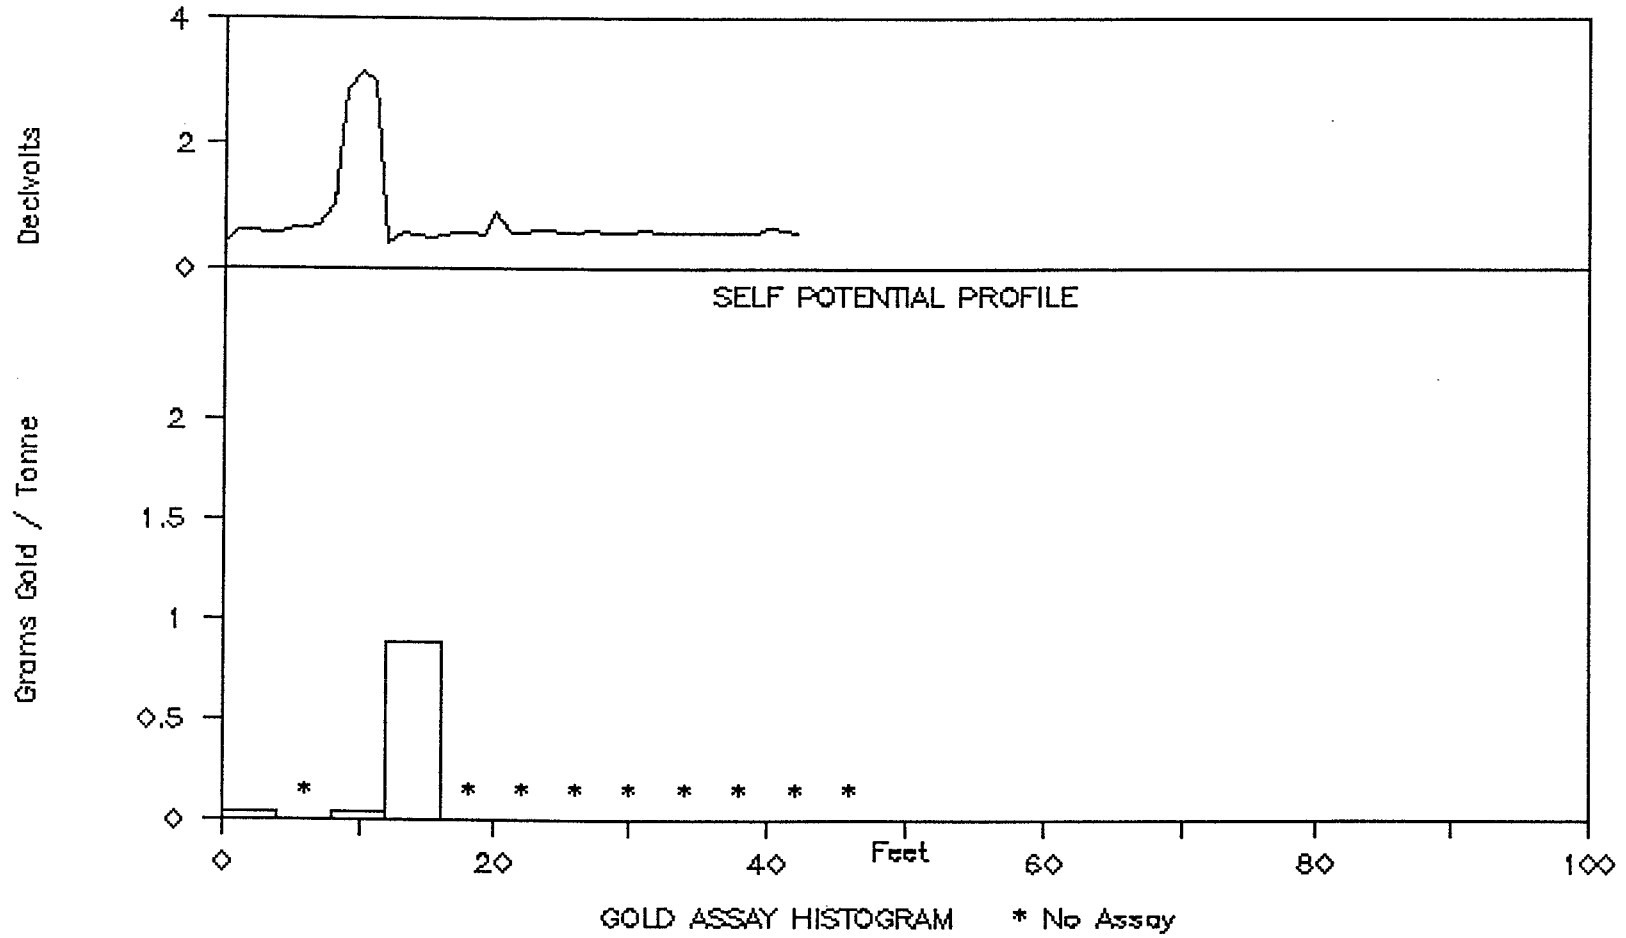 4
2
0
Decivolts
SELF POTENTIAL PROFILE
2
1.5
1
0.5
0
Grams Gold / Tonne
* * * * * * * * *
0 20 40 60 80 100
Feet
GOLD ASSAY HISTOGRAM * No Assay